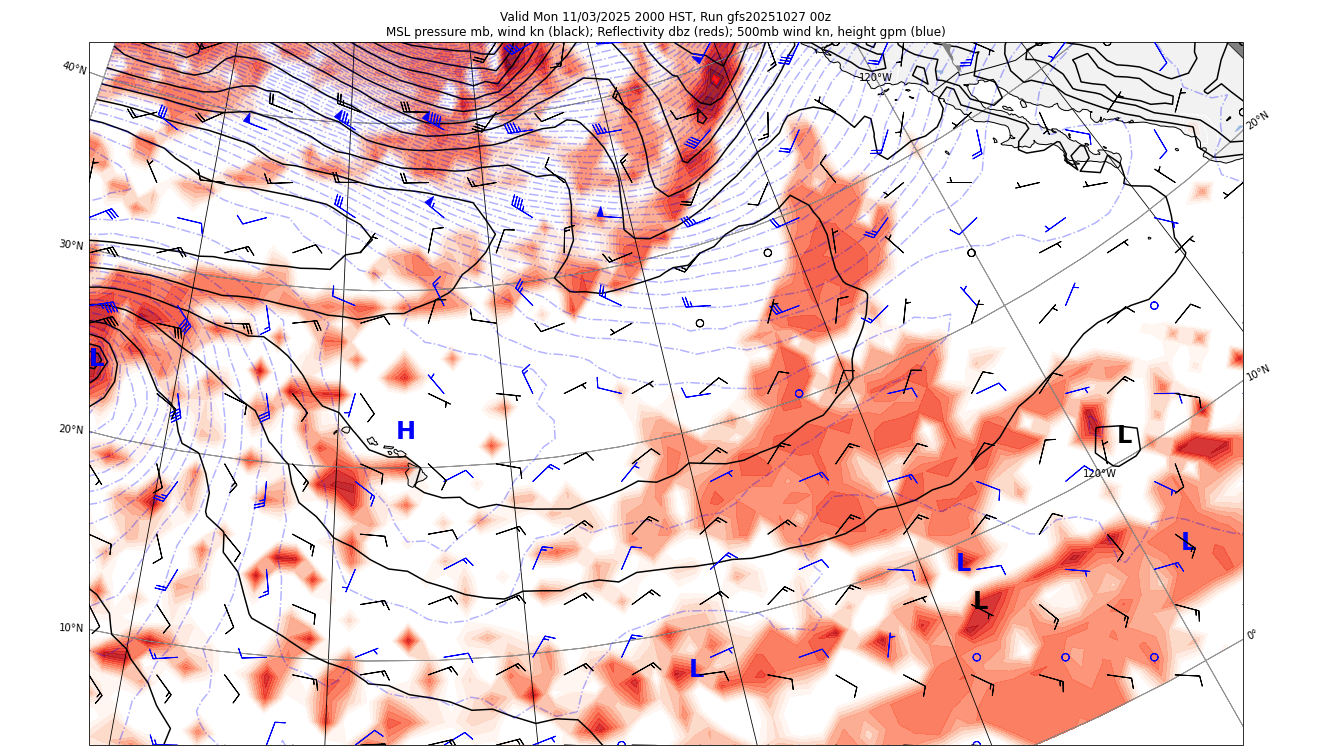 Valid Mon 11/03/2025 2000 HST, Run gfs20251027 00z
MSL pressure mb, wind kn (black); Reflectivity dbz (reds); 500mb wind kn, height gpm (blue)
40°N
120°W
20°N
30°N
L
10°N
20°N
H
L
120°W
L
L
10°N
L
0°
L